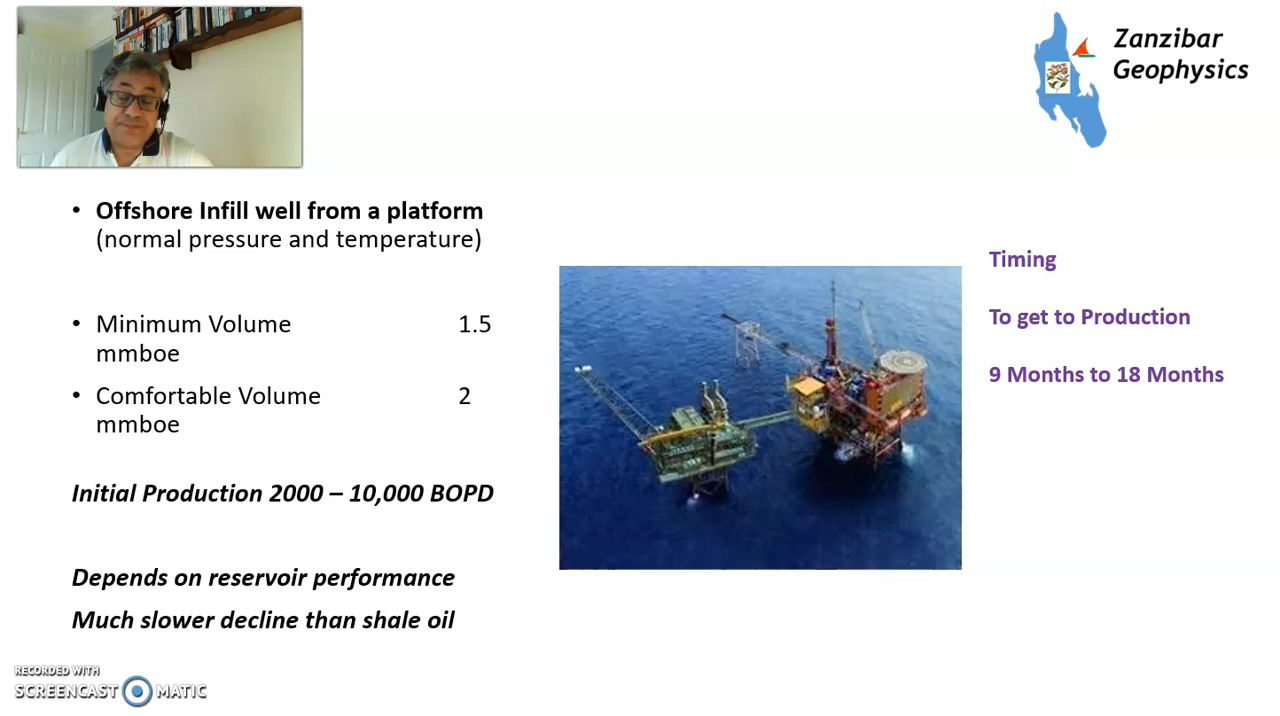 Zanzibar
Geophysics
• Offshore Infill well from a platform
(normal pressure and temperature)
• Minimum Volume 1.5
mmboe
• Comfortable Volume 2
mmboe
Initial Production 2000 – 10,000 BOPD
Depends on reservoir performance
Much slower decline than shale oil
Timing
To get to Production
9 Months to 18 Months
RECORDED WITH
SCREENCAST MATIC